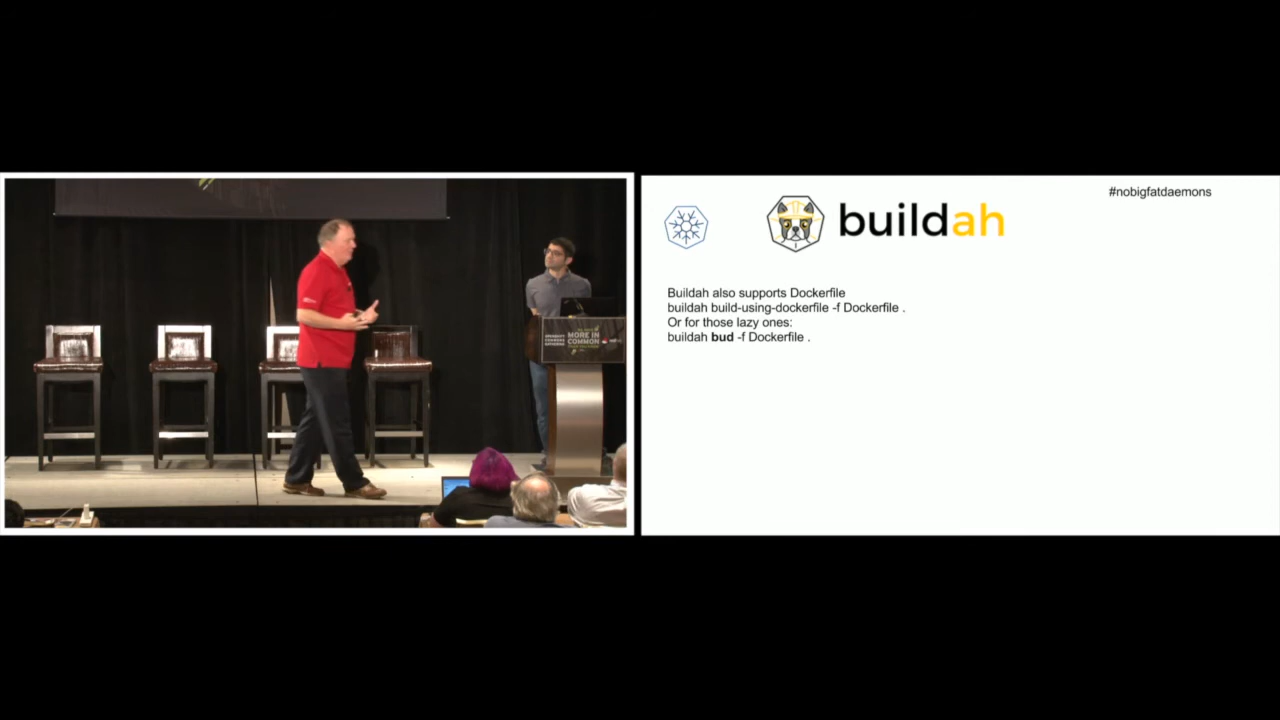 MORE IN
COMMON
#nobigfatdaemons
buildah
Buildah also supports Dockerfile
buildah build-using-dockerfile -f Dockerfile .
Or for those lazy ones:
buildah bud -f Dockerfile .